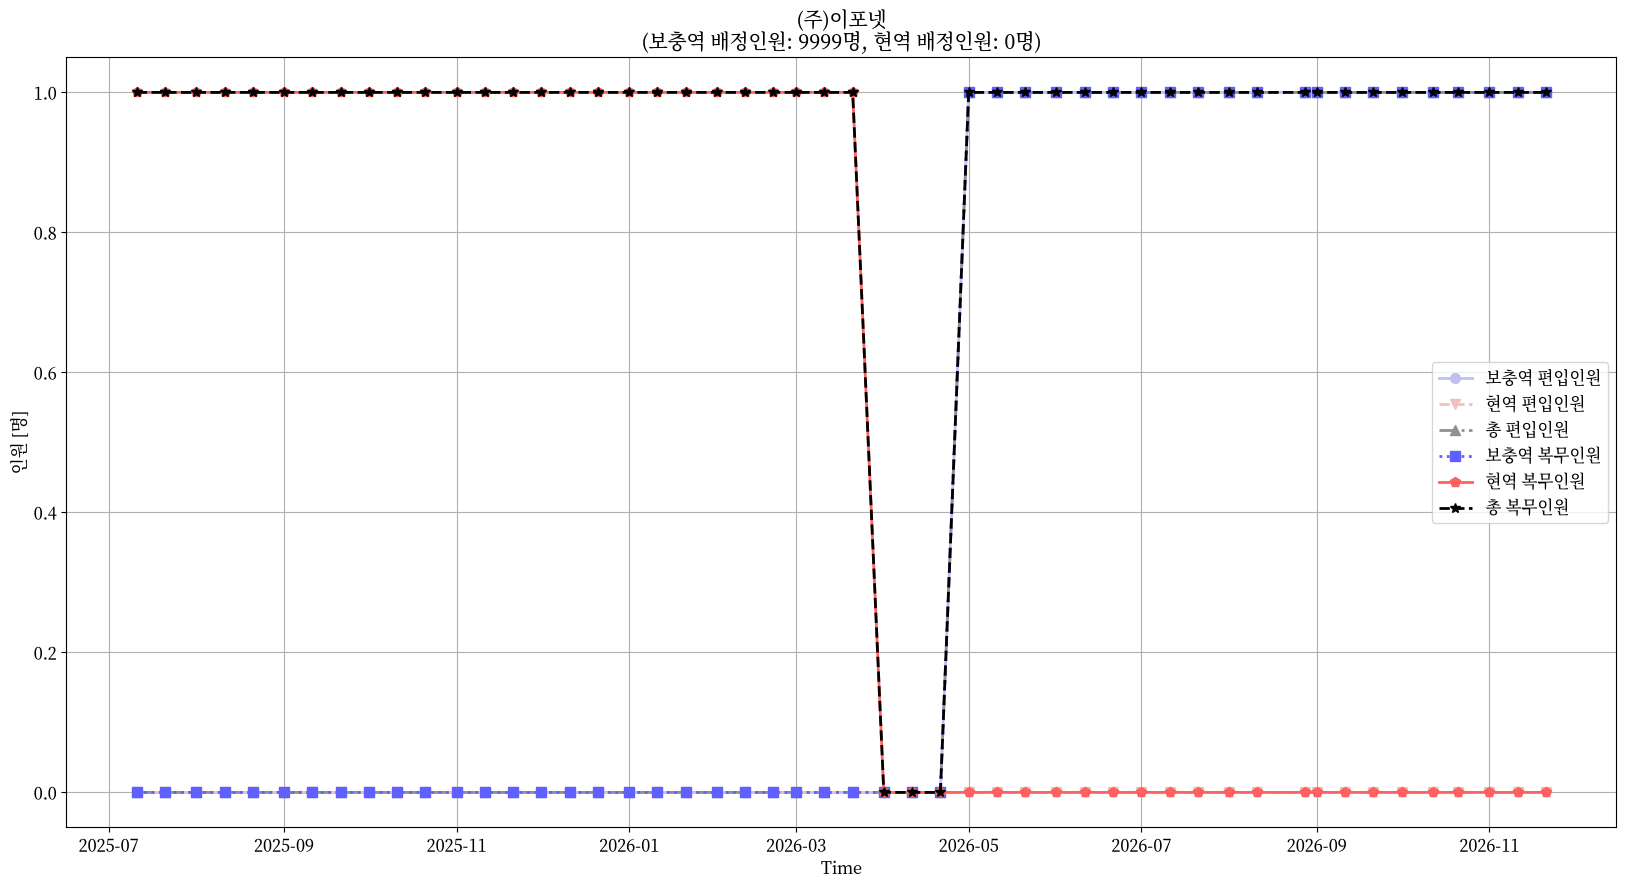 (주)이포넷
(보충역 배정인원: 9999명, 현역 배정인원: 0명)
인원 [명]
1.0
0.8
0.6
0.4
0.2
0.0
보충역 편입인원
현역 편입인원
총 편입인원
보충역 복무인원
현역 복무인원
총 복무인원
2025-07 2025-09 2025-11 2026-01 2026-03 2026-05 2026-07 2026-09 2026-11
Time